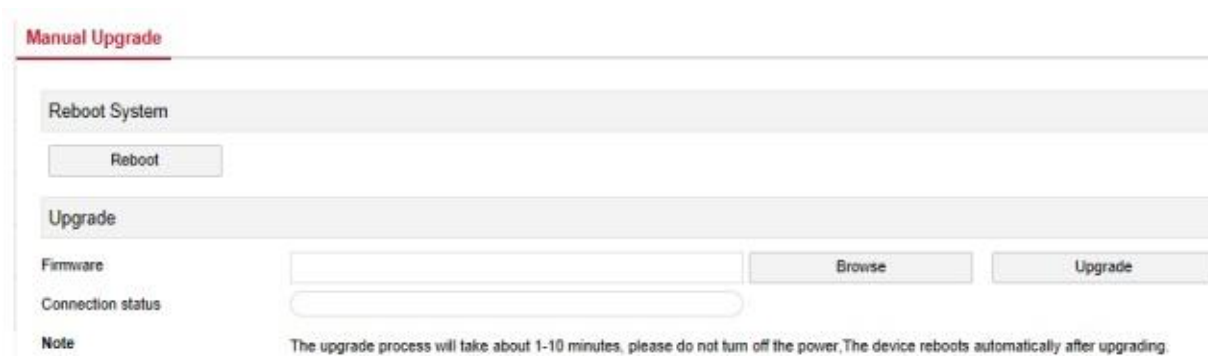 Manual Upgrade
Reboot System
Reboot
Upgrade
Firmware Browse Upgrade
Connection status
Note The upgrade process will take about 1-10 minutes, please do not turn off the power,The device reboots automatically after upgrading.